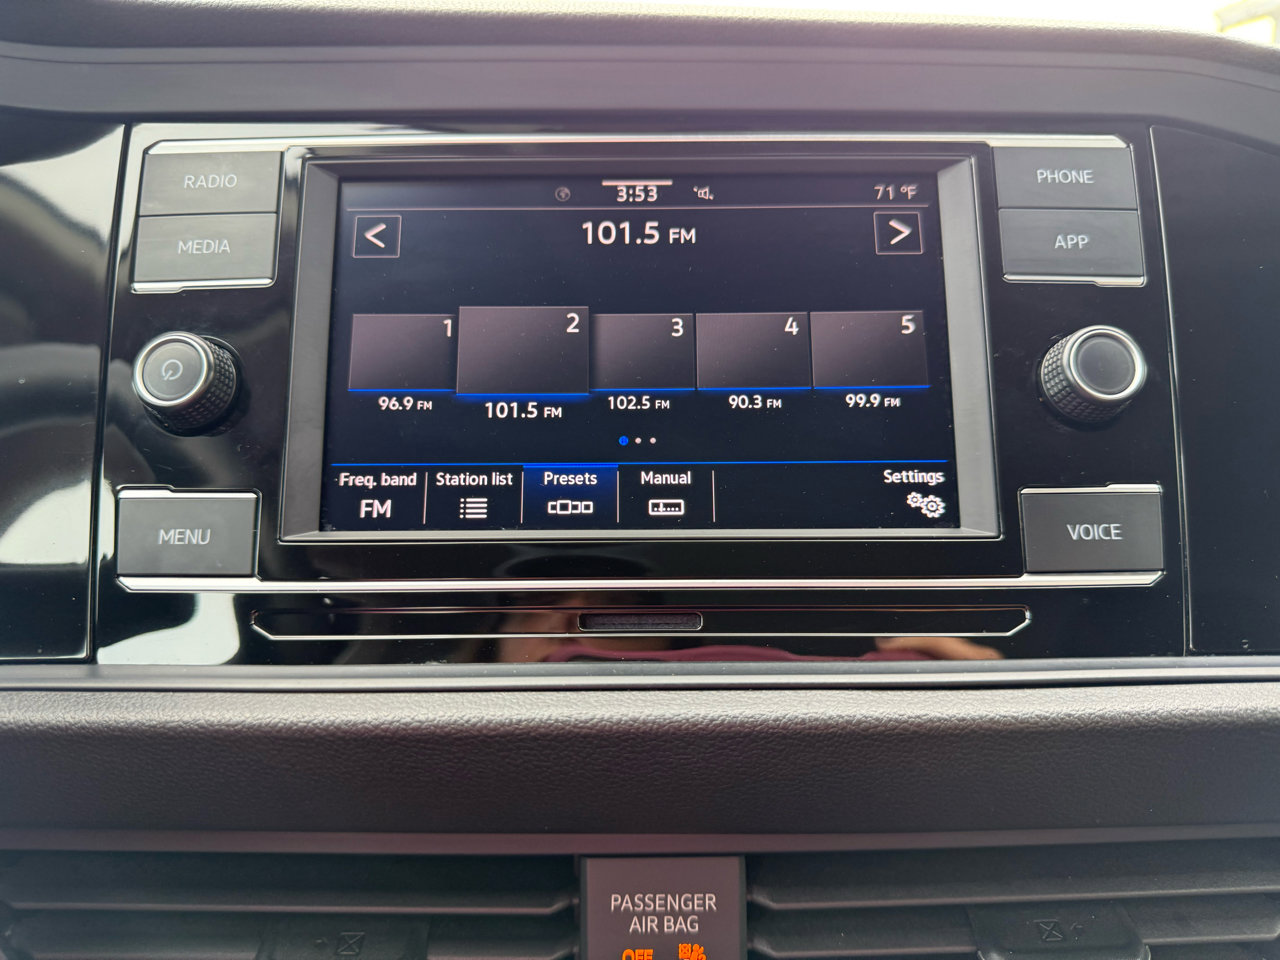 RADIO
MEDIA
MENU
PHONE
APP
VOICE
3:53
71 °F
<
101.5 FM
>
1
2
3
4
5
96.9 FM
101.5 FM
102.5 FM
90.3 FM
99.9 FM
Freq. band
Station list
Presets
Manual
Settings
FM
PASSENGER
AIR BAG
OFF